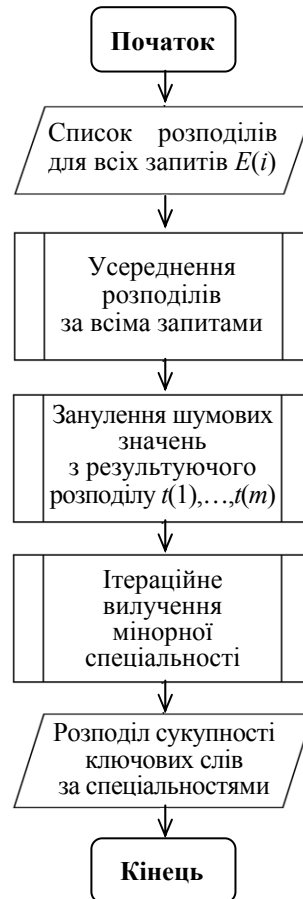 Початок
Список розподілів
для всіх запитів E(i)
Усереднення
розподілів
за всіма запитами
Занулення шумових
значень
з результуючого
розподілу t(1),…,t(m)
Ітераційне
вилучення
мінорної
спеціальності
Розподіл сукупності
ключових слів
за спеціальностями
Кінець